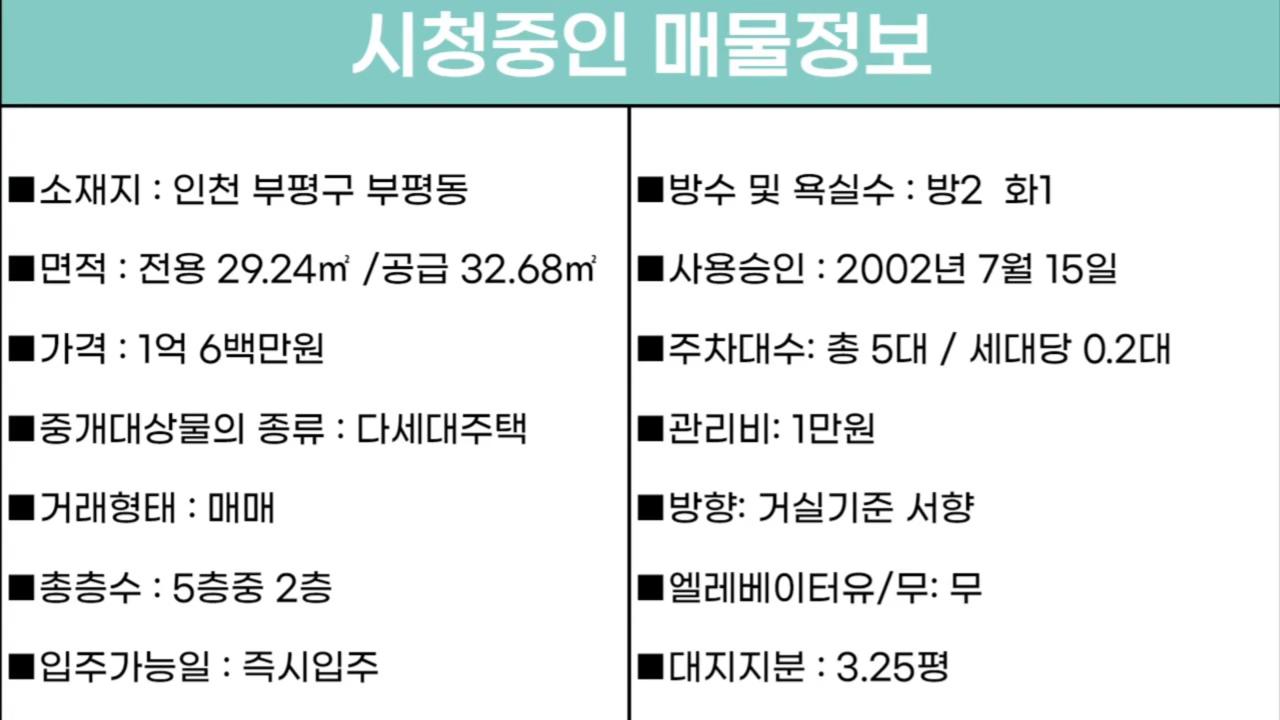 시청중인 매물정보
■소재지 : 인천 부평구 부평동
■면적 : 전용 29.24㎡ /공급 32.68㎡
■가격 : 1억 6백만원
■중개대상물의 종류 : 다세대주택
■거래형태 : 매매
■총층수 : 5층중 2층
■입주가능일 : 즉시입주
■방수 및 욕실수 : 방2 화1
■사용승인 : 2002년 7월 15일
■주차대수: 총 5대 / 세대당 0.2대
■관리비: 1만원
■방향: 거실기준 서향
■엘레베이터유/무: 무
■대지지분 : 3.25평